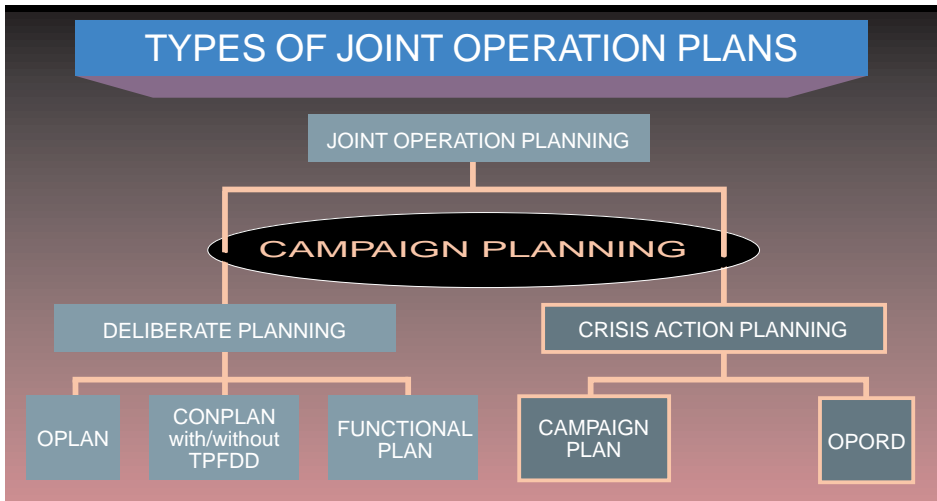 TYPES OF JOINT OPERATION PLANS
JOINT OPERATION PLANNING
CAMPAIGN PLANNING
DELIBERATE PLANNING
CRISIS ACTION PLANNING
OPLAN
CONPLAN
with/without
TPFDD
FUNCTIONAL
PLAN
CAMPAIGN
PLAN
OPORD